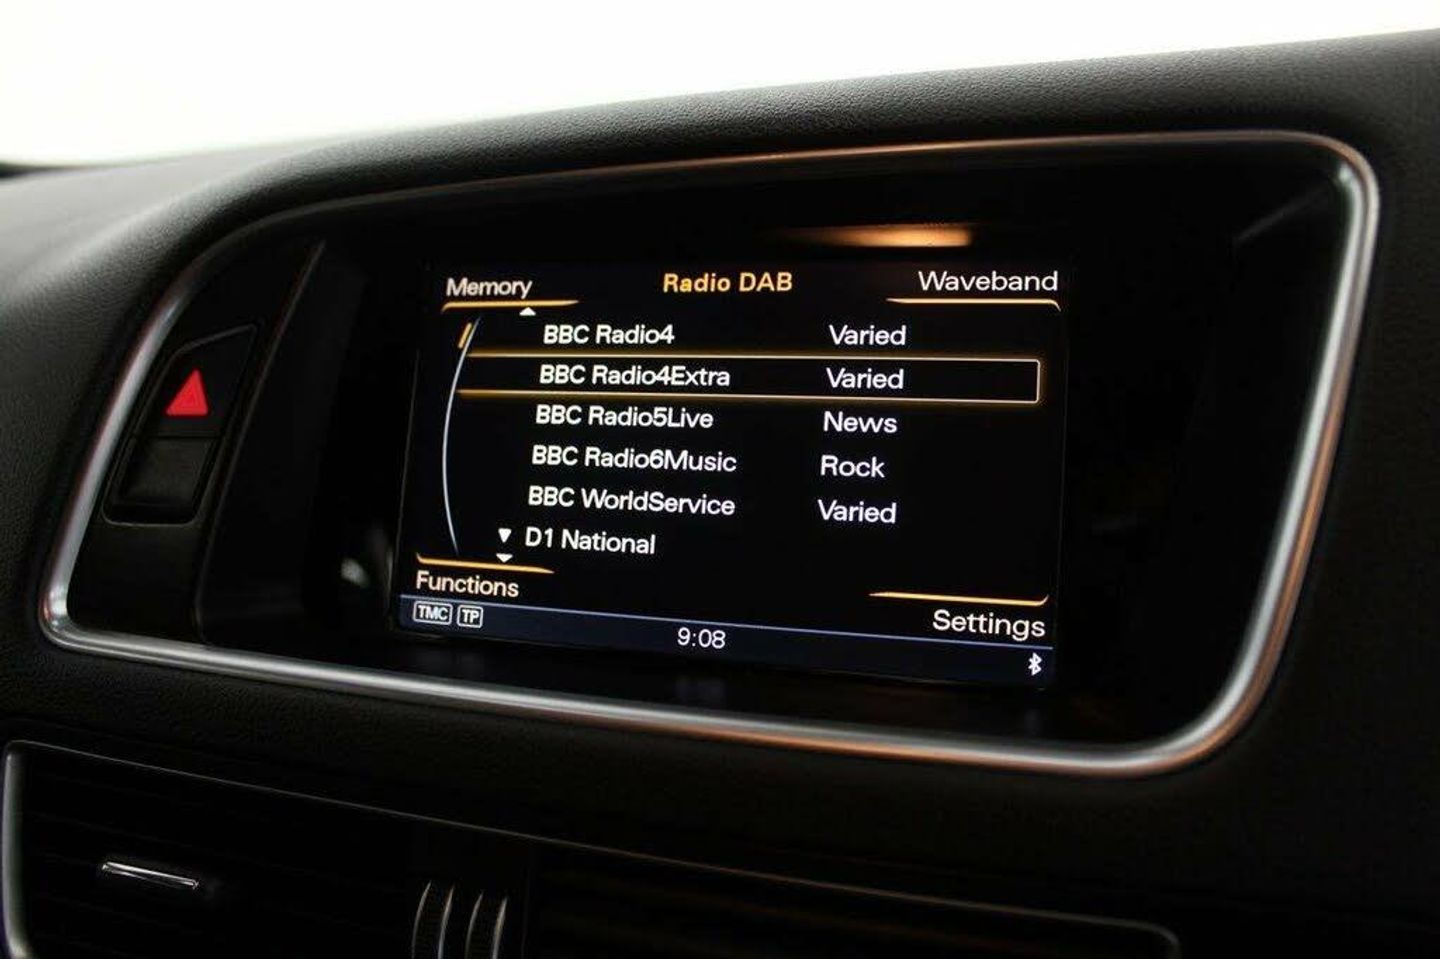 Memory Radio DAB Waveband
BBC Radio4 Varied
BBC Radio4Extra Varied
BBC Radio5Live News
BBC Radio6Music Rock
BBC WorldService Varied
D1 National
Functions Settings
TMC TP 9:08